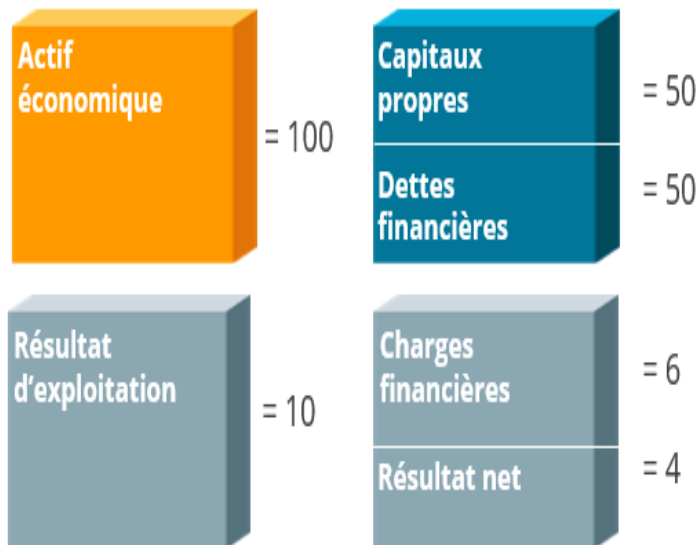 Actif
économique
= 100
Capitaux
propres
= 50
Dettes
financières
= 50
Résultat
d'exploitation
= 10
Charges
financières
= 6
Résultat net
= 4